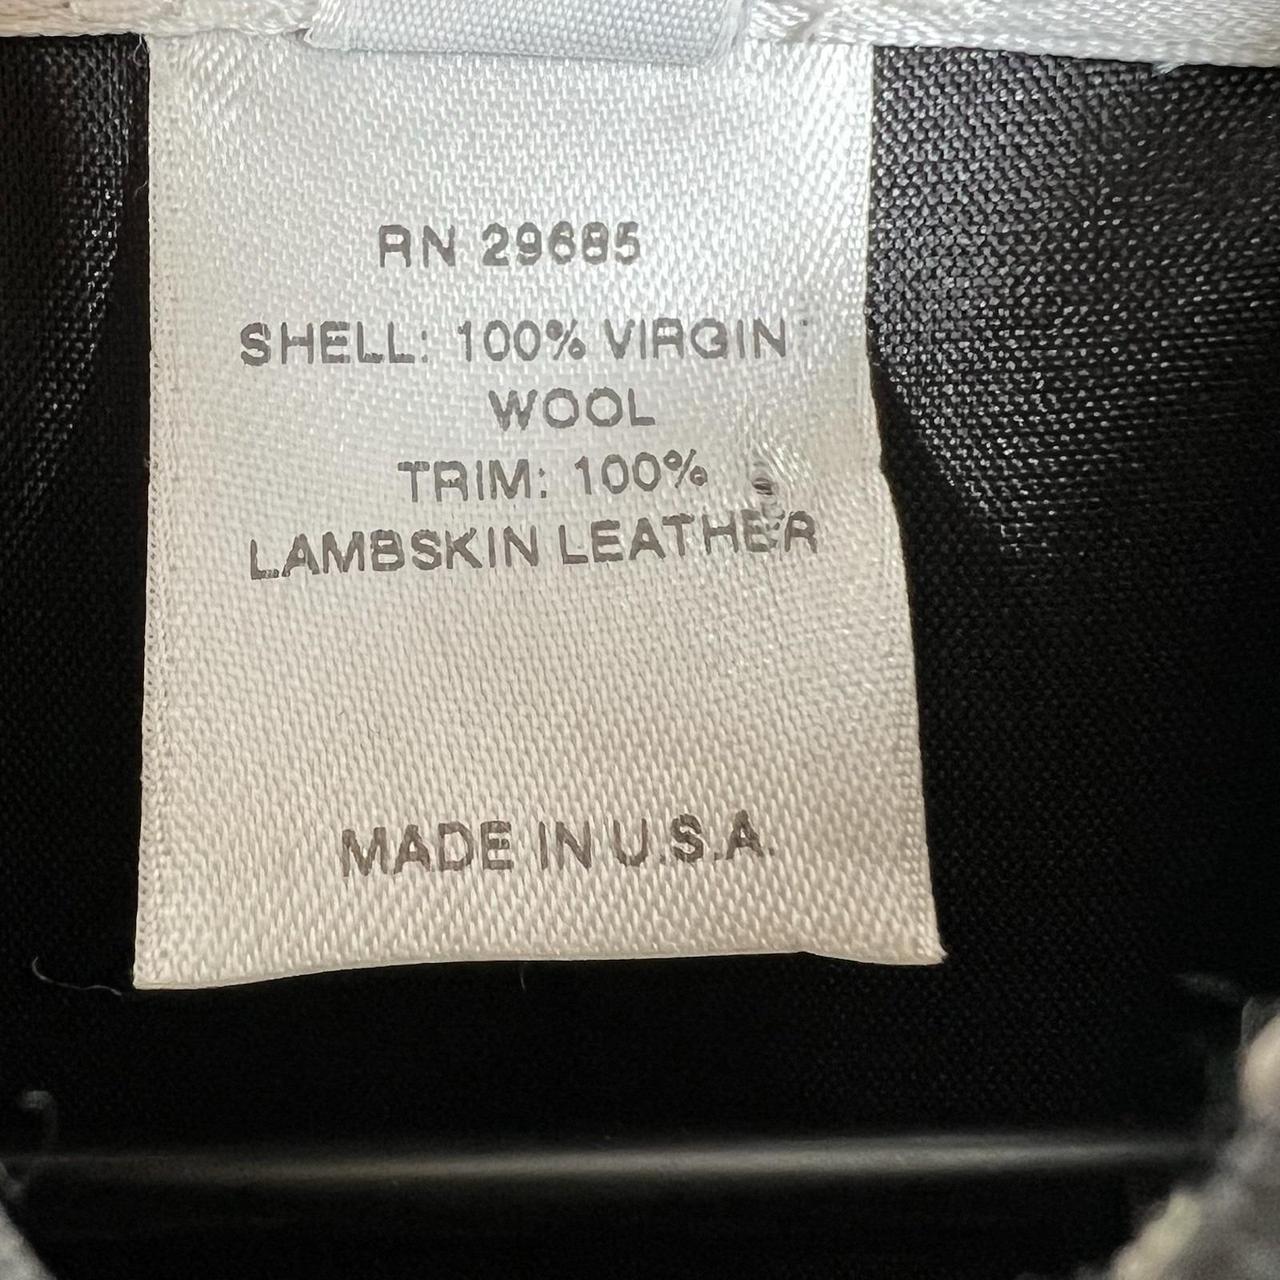 RN 29685
SHELL: 100% VIRGIN
WOOL
TRIM: 100%
LAMBSKIN LEATHER
MADE IN U.S.A.